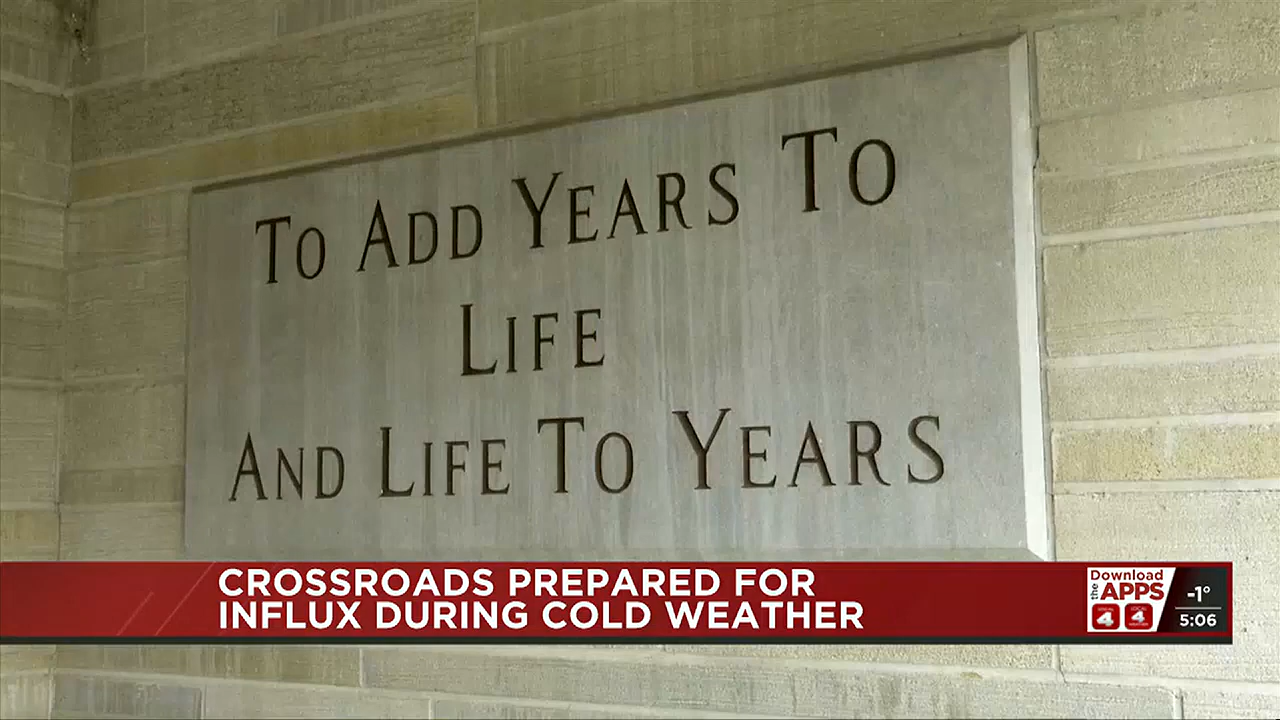 To Add Years To
Life
And Life To Years
CROSSROADS PREPARED FOR
INFLUX DURING COLD WEATHER
Download
the APPS
4 4
-1°
5:06